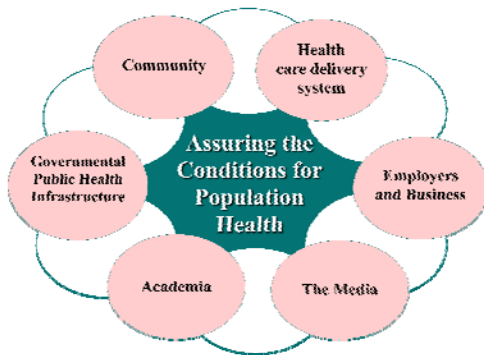 Community
Health
care delivery
system
Assuring the
Conditions for
Population
Health
Governmental
Public Health
Infrastructure
Employers
and Business
Academia
The Media